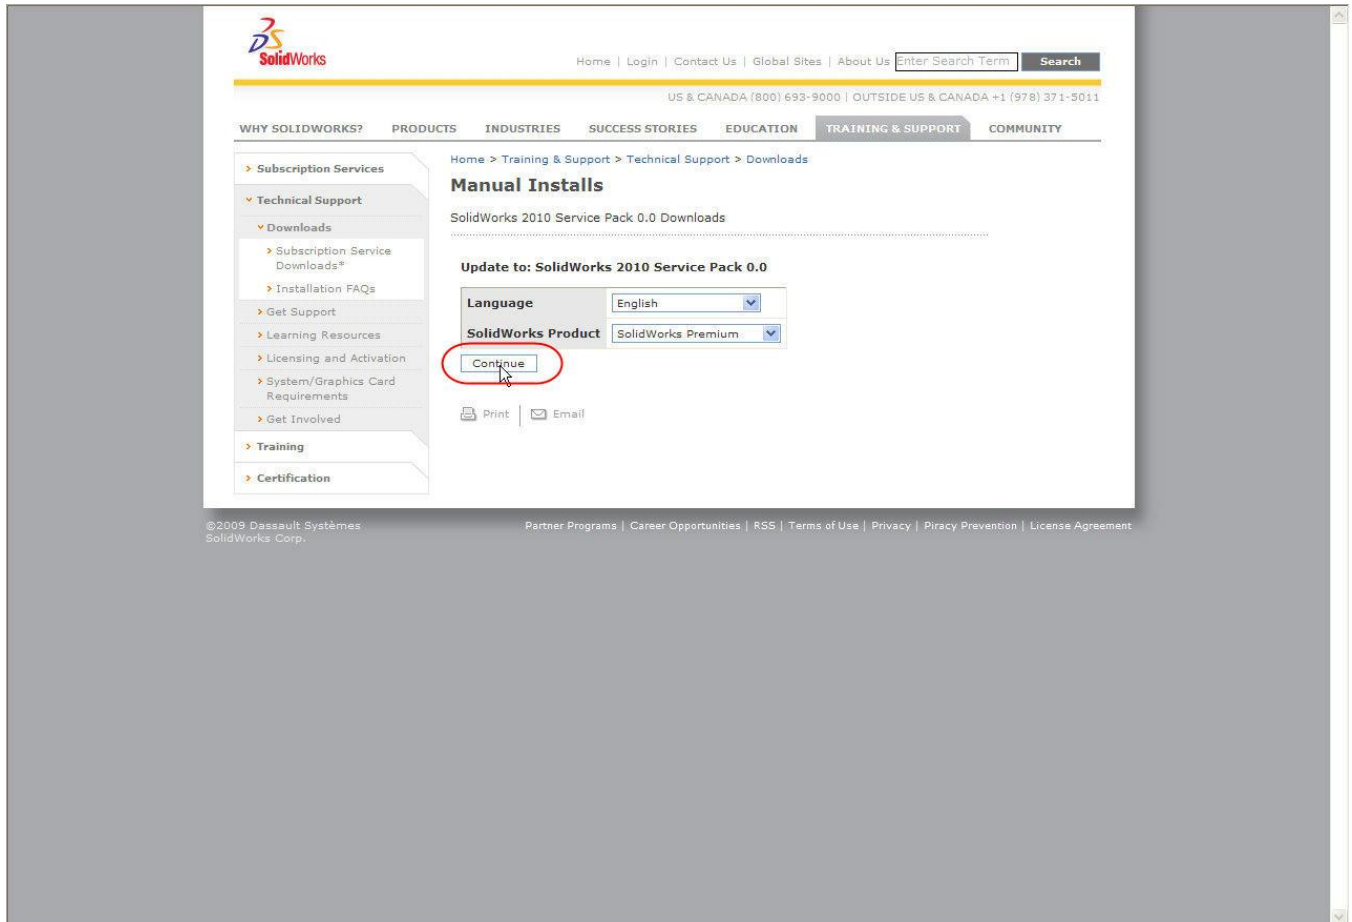 SolidWorks
Home | Login | Contact Us | Global Sites | About Us Enter Search Term Search
US & CANADA (800) 693-9000 | OUTSIDE US & CANADA +1 (978) 371-5011
WHY SOLIDWORKS? PRODUCTS INDUSTRIES SUCCESS STORIES EDUCATION TRAINING & SUPPORT COMMUNITY
Subscription Services
Technical Support
Downloads
Subscription Service
Downloads*
Installation FAQs
Get Support
Learning Resources
Licensing and Activation
System/Graphics Card
Requirements
Get Involved
Training
Certification
Home > Training & Support > Technical Support > Downloads
Manual Installs
SolidWorks 2010 Service Pack 0.0 Downloads
Update to: SolidWorks 2010 Service Pack 0.0
Language English
SolidWorks Product SolidWorks Premium
Continue
Print | Email
©2009 Dassault Systèmes
SolidWorks Corp.
Partner Programs | Career Opportunities | RSS | Terms of Use | Privacy | Piracy Prevention | License Agreement